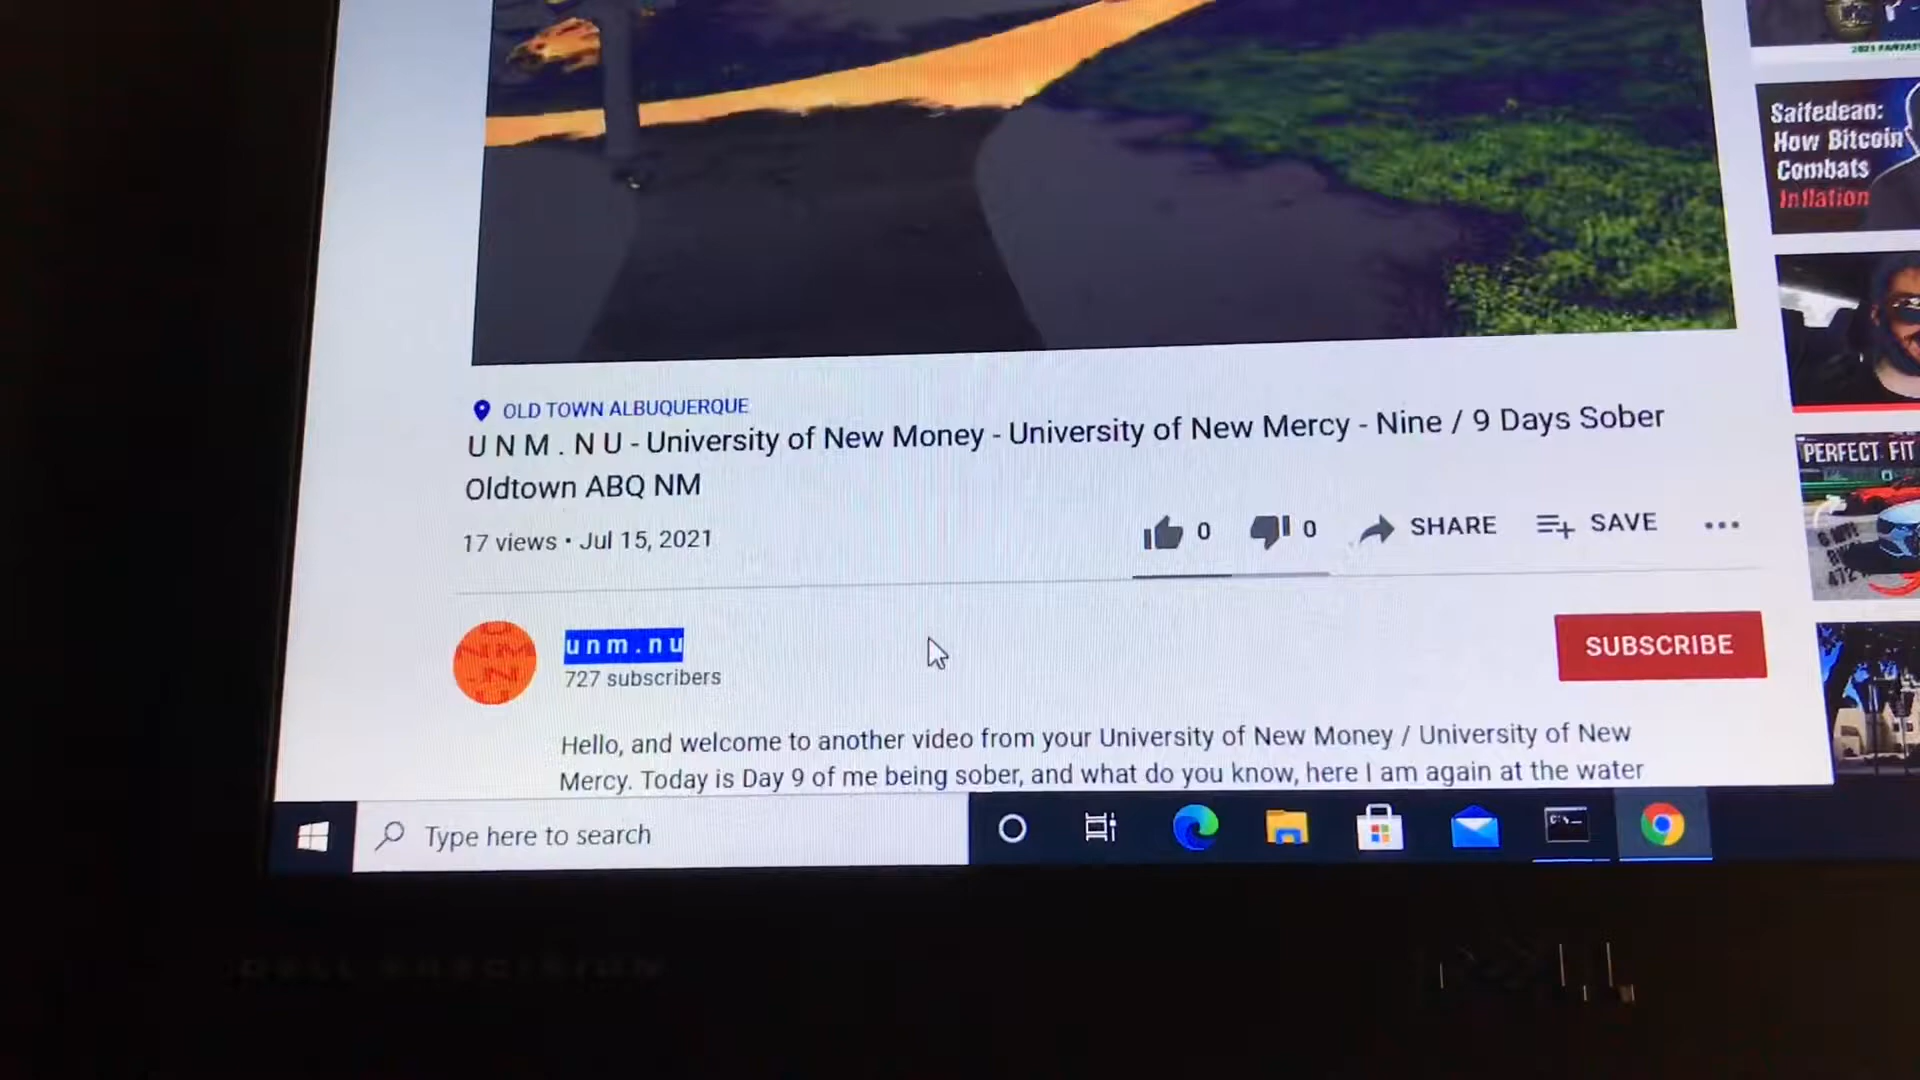 Saifedean:
How Bitcoin
Combats
Inflation
OLD TOWN ALBUQUERQUE
U N M . N U - University of New Money - University of New Mercy - Nine / 9 Days Sober
Oldtown ABQ NM
17 views • Jul 15, 2021
0
0
SHARE
SAVE
PERFECT FIT
u n m . n u
727 subscribers
SUBSCRIBE
Hello, and welcome to another video from your University of New Money / University of New
Mercy. Today is Day 9 of me being sober, and what do you know, here I am again at the water
Type here to search